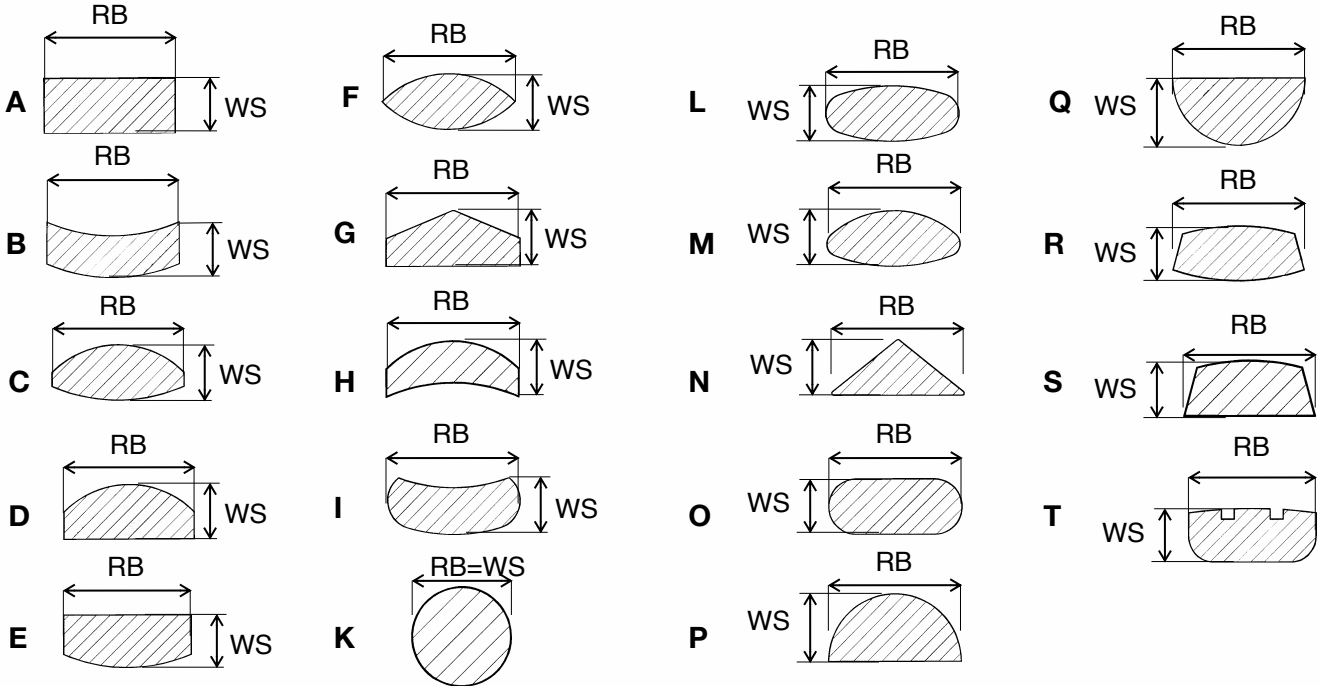 RB
A WS
RB
B WS
RB
C WS
RB
D WS
RB
E WS
RB
F WS
RB
G WS
RB
H WS
RB
I WS
RB=WS
K
RB
L WS
RB
M WS
RB
N WS
RB
O WS
RB
P WS
RB
Q WS
RB
R WS
RB
S WS
RB
T WS